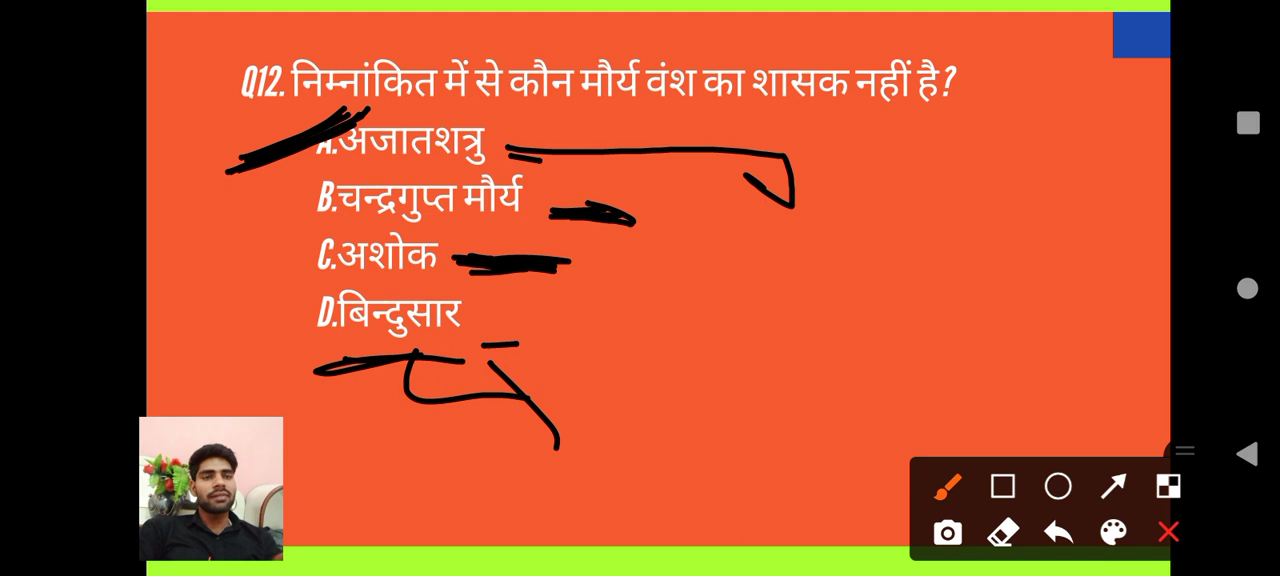 Q12. निम्नांकित में से कौन मौर्य वंश का शासक नहीं है?
A.अजातशत्रु
B.चन्द्रगुप्त मौर्य
C.अशोक
D.बिन्दुसार